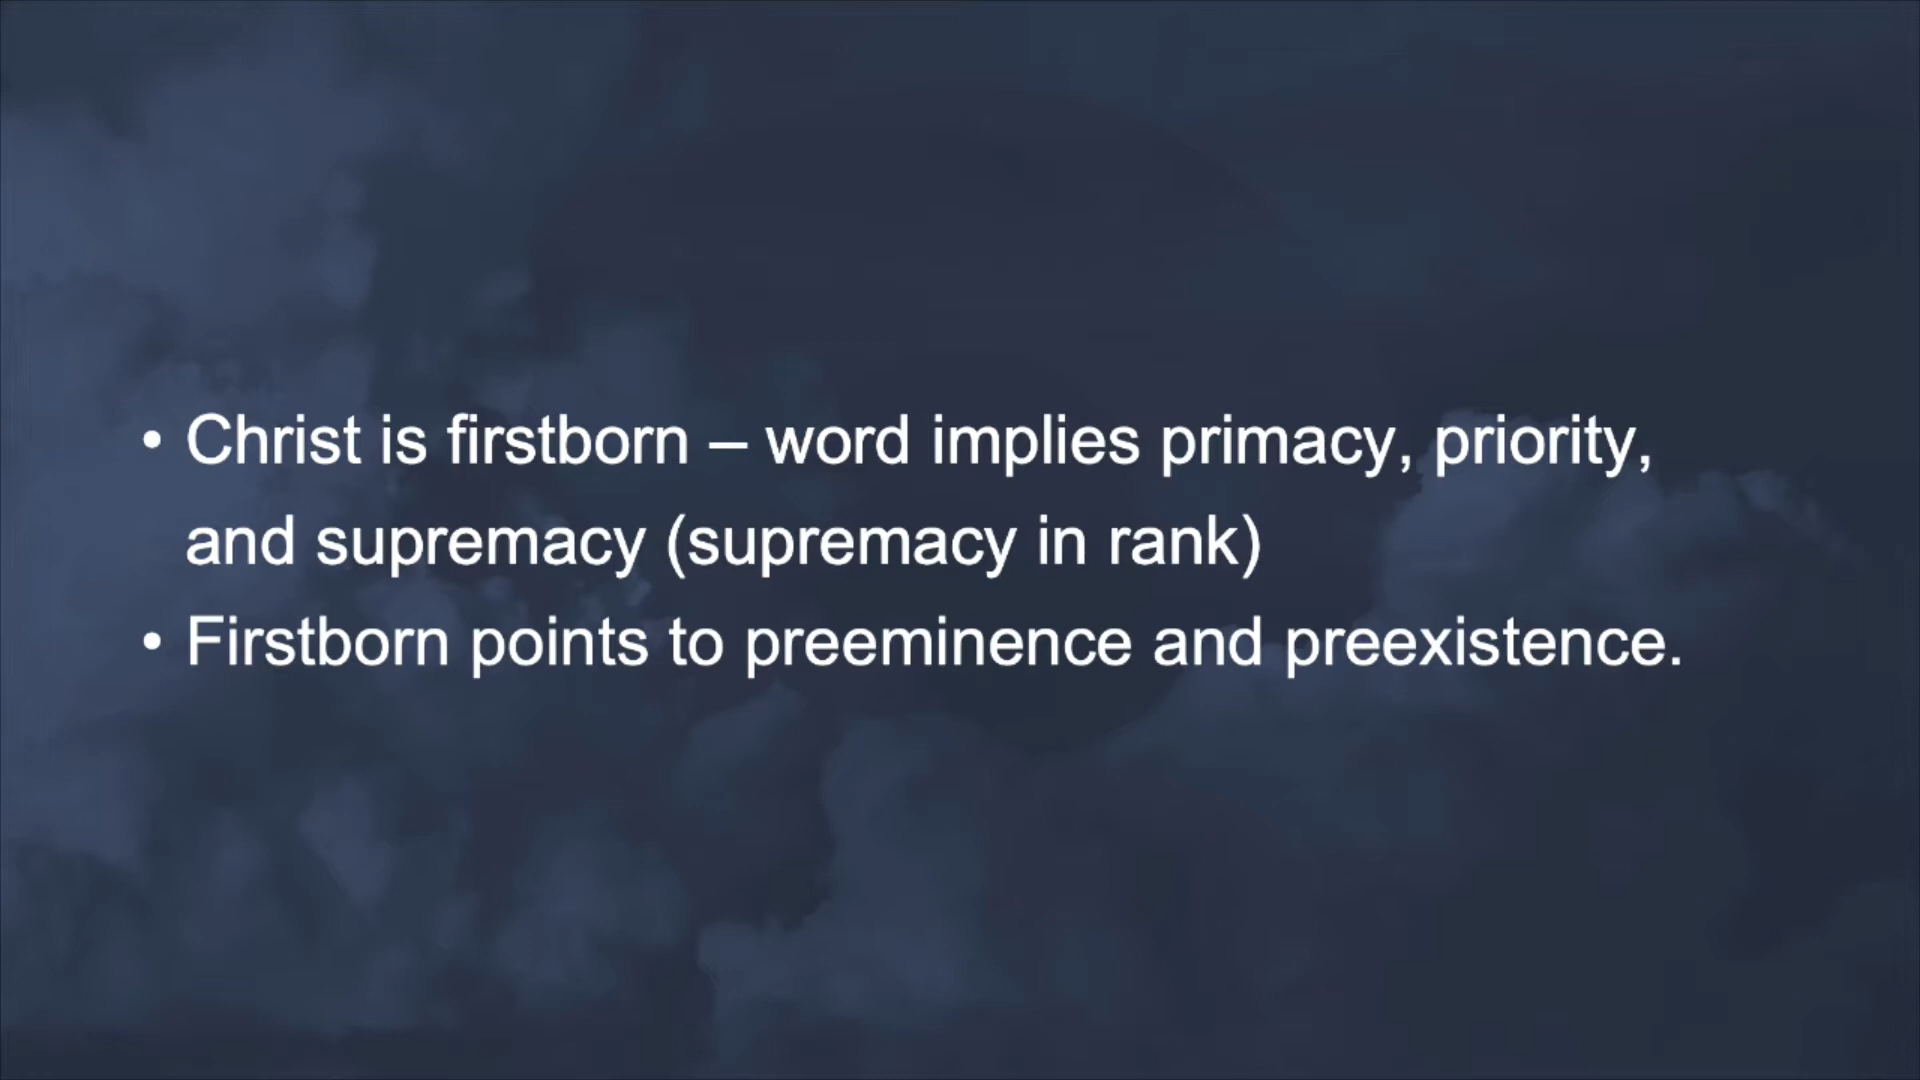 • Christ is firstborn – word implies primacy, priority,
and supremacy (supremacy in rank)
• Firstborn points to preeminence and preexistence.